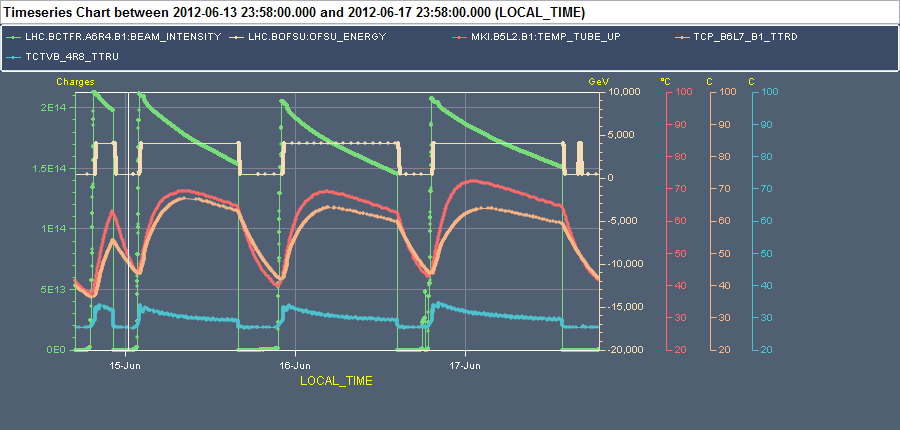 Timeseries Chart between 2012-06-13 23:58:00.000 and 2012-06-17 23:58:00.000 (LOCAL_TIME)
LHC.BCTFR.A6R4.B1:BEAM_INTENSITY LHC.BOFSU:OFSU_ENERGY MKI.B5L2.B1:TEMP_TUBE_UP TCP_B6L7_B1_TTRD
TCTVB_4R8_TTRU
Charges GeV °C C C
2E14 10,000 100 100 100
5,000 90 90 90
1.5E14 0 80 80 80
-5,000 70 70 70
1E14 60 60 60
-10,000 50 50 50
5E13 40 40 40
-15,000 30 30 30
0E0 -20,000 20 20 20
15-Jun 16-Jun 17-Jun
LOCAL_TIME